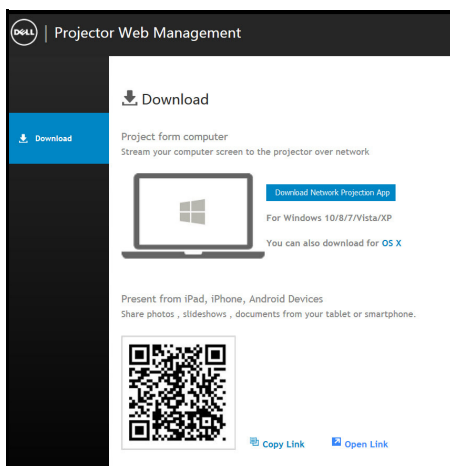 DELL | Projector Web Management
Download
Download
Project form computer
Stream your computer screen to the projector over network
Download Network Projection App
For Windows 10/8/7/Vista/XP
You can also download for OS X
Present from iPad, iPhone, Android Devices
Share photos , slideshows , documents from your tablet or smartphone.
Copy Link Open Link